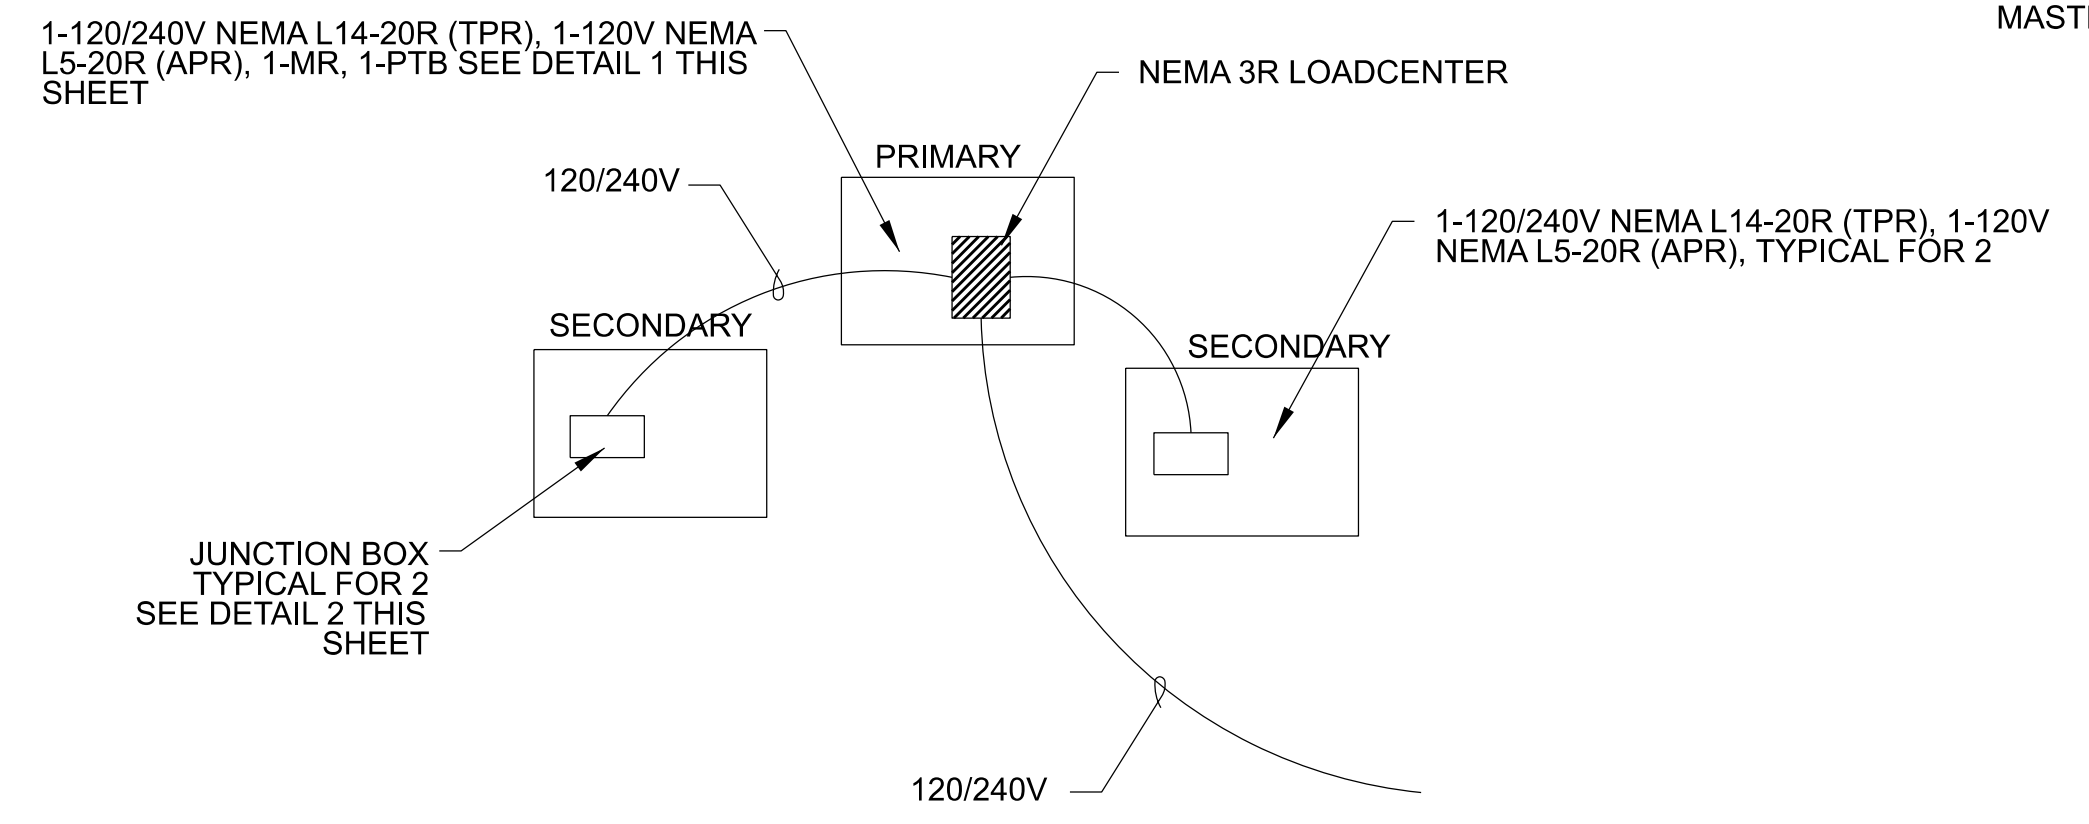 MAST
1-120/240V NEMA L14-20R (TPR), 1-120V NEMA
L5-20R (APR), 1-MR, 1-PTB SEE DETAIL 1 THIS
SHEET
NEMA 3R LOADCENTER
PRIMARY
120/240V
1-120/240V NEMA L14-20R (TPR), 1-120V
NEMA L5-20R (APR), TYPICAL FOR 2
SECONDARY
SECONDARY
JUNCTION BOX
TYPICAL FOR 2
SEE DETAIL 2 THIS
SHEET
120/240V